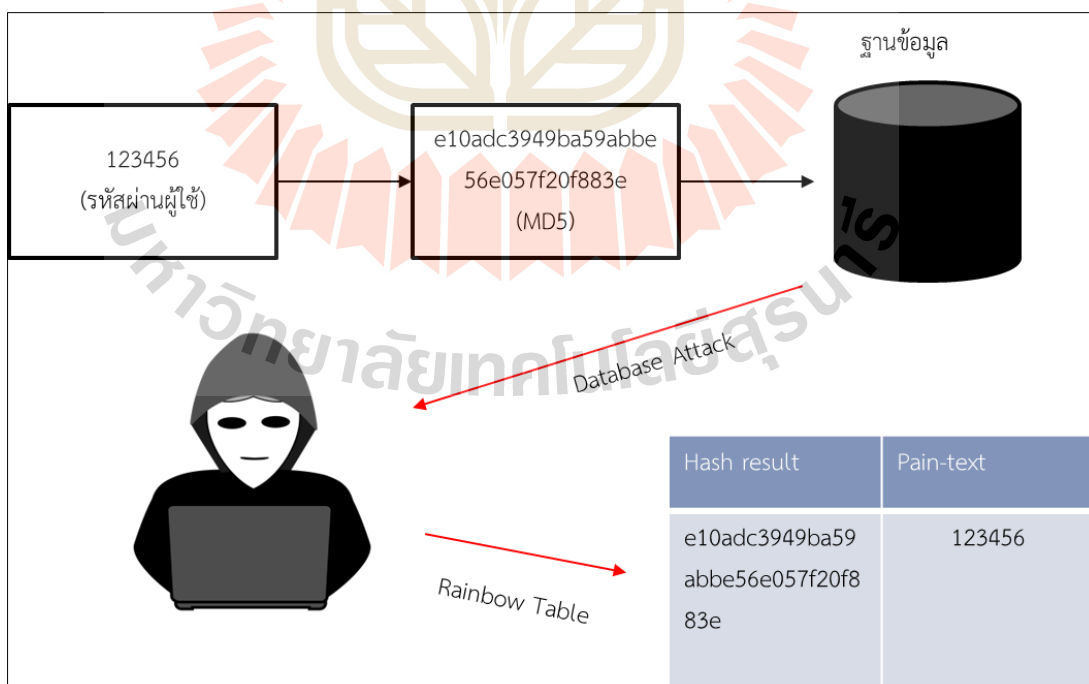 ฐานข้อมูล
123456
(รหัสผ่านผู้ใช้)
e10adc3949ba59abbe
56e057f20f883e
(MD5)
มหาวิทยาลัยเทคโนโลยีสุรนารี
Database Attack
Rainbow Table
Hash result
Pain-text
e10adc3949ba59
abbe56e057f20f8
83e
123456